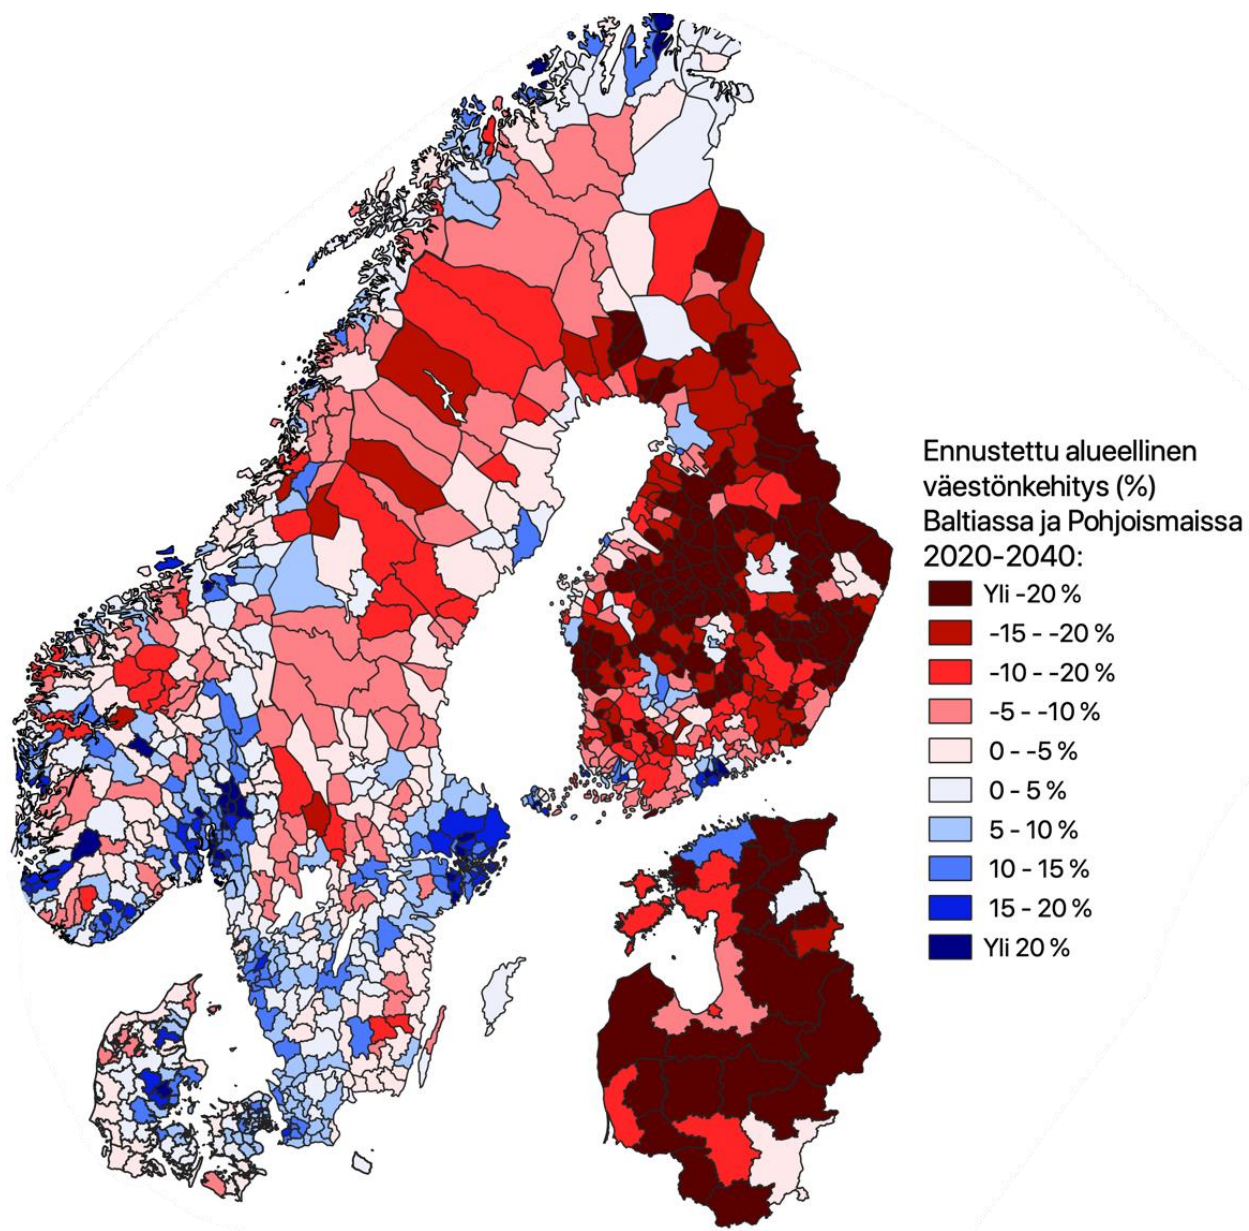 Ennustettu alueellinen
väestönkehitys (%)
Baltiassa ja Pohjoismaissa
2020-2040:
Yli -20 %
-15 - -20 %
-10 - -20 %
-5 - -10 %
0 - -5 %
0 - 5 %
5 - 10 %
10 - 15 %
15 - 20 %
Yli 20 %